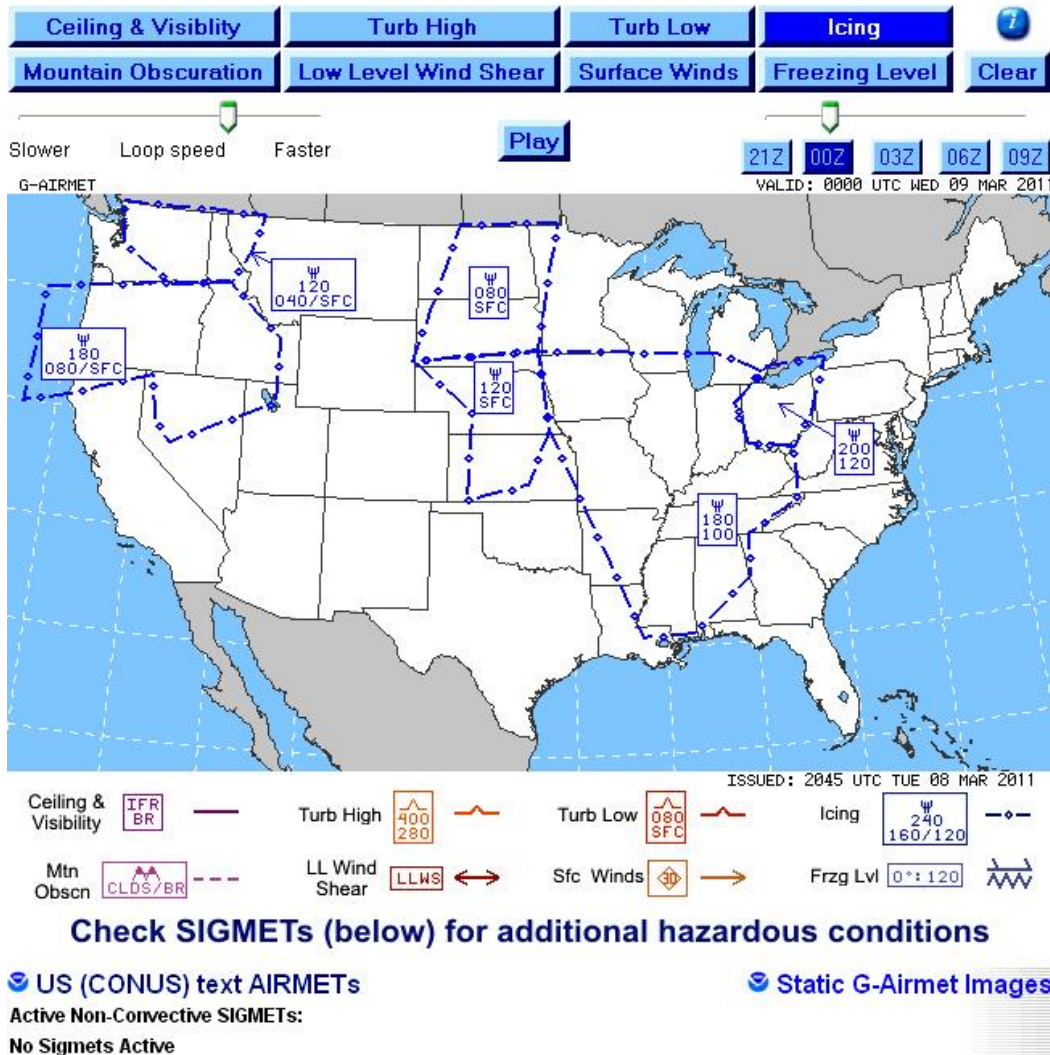 Ceiling & Visiblity Turb High Turb Low Icing i
Mountain Obscuration Low Level Wind Shear Surface Winds Freezing Level Clear
Slower Loop speed Faster Play 21Z 00Z 03Z 06Z 09Z
G-AIRMET VALID: 0000 UTC WED 09 MAR 2011
120
040/SFC
080
SFC
180
080/SFC
120
SFC
200
120
180
100
ISSUED: 2045 UTC TUE 08 MAR 2011
Ceiling & Visibility IFR BR
Turb High 400 280
Turb Low 080 SFC
Icing 240 160/120
Mtn Obscn CLDS/BR
LL Wind Shear LLWS
Sfc Winds 30
Frzg Lvl 0°:120
Check SIGMETs (below) for additional hazardous conditions
US (CONUS) text AIRMETs Static G-Airmet Images
Active Non-Convective SIGMETs:
No Sigmets Active